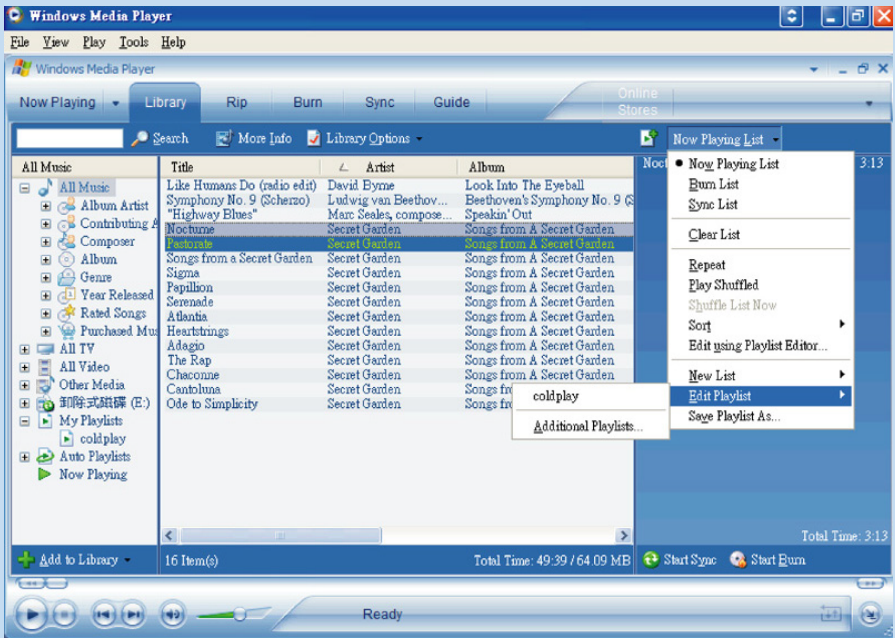 Windows Media Player
File View Play Tools Help
Windows Media Player
Now Playing Library Rip Burn Sync Guide Online Stores
Search More Info Library Options Now Playing List
All Music
All Music
Album Artist
Contributing A
Composer
Album
Genre
Year Released
Rated Songs
Purchased Mus
All TV
All Video
Other Media
卸除式磁碟 (E:)
My Playlists
coldplay
Auto Playlists
Now Playing
Title Artist Album
Like Humans Do (radio edit) David Byrne Look Into The Eyeball
Symphony No. 9 (Scherzo) Ludwig van Beethov... Beethoven's Symphony No. 9 (S
"Highway Blues" Marc Seales, compose... Speakin' Out
Nocturne Secret Garden Songs from A Secret Garden
Pastorate Secret Garden Songs from A Secret Garden
Songs from a Secret Garden Secret Garden Songs from A Secret Garden
Sigma Secret Garden Songs from A Secret Garden
Papillion Secret Garden Songs from A Secret Garden
Serenade Secret Garden Songs from A Secret Garden
Atlantia Secret Garden Songs from A Secret Garden
Heartstrings Secret Garden Songs from A Secret Garden
Adagio Secret Garden Songs from A Secret Garden
The Rap Secret Garden Songs from A Secret Garden
Chaconne Secret Garden Songs from A Secret Garden
Cantoluna Secret Garden Songs fr
Ode to Simplicity Secret Garden Songs fr
Noct 3:13
Now Playing List
Burn List
Sync List
Clear List
Repeat
Play Shuffled
Shuffle List Now
Sort
Edit using Playlist Editor...
New List
Edit Playlist
Save Playlist As...
coldplay
Additional Playlists...
Total Time: 3:13
Add to Library 16 Item(s) Total Time: 49:39 / 64.09 MB Start Sync Start Burn
Ready